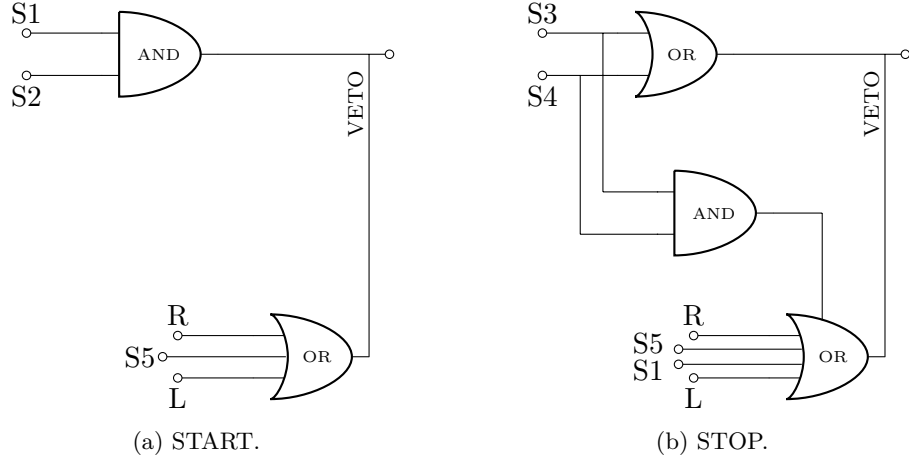 S1
S2
AND
VETO
R
S5
L
OR
(a) START.
S3
S4
OR
VETO
AND
R
S5
S1
L
OR
(b) STOP.